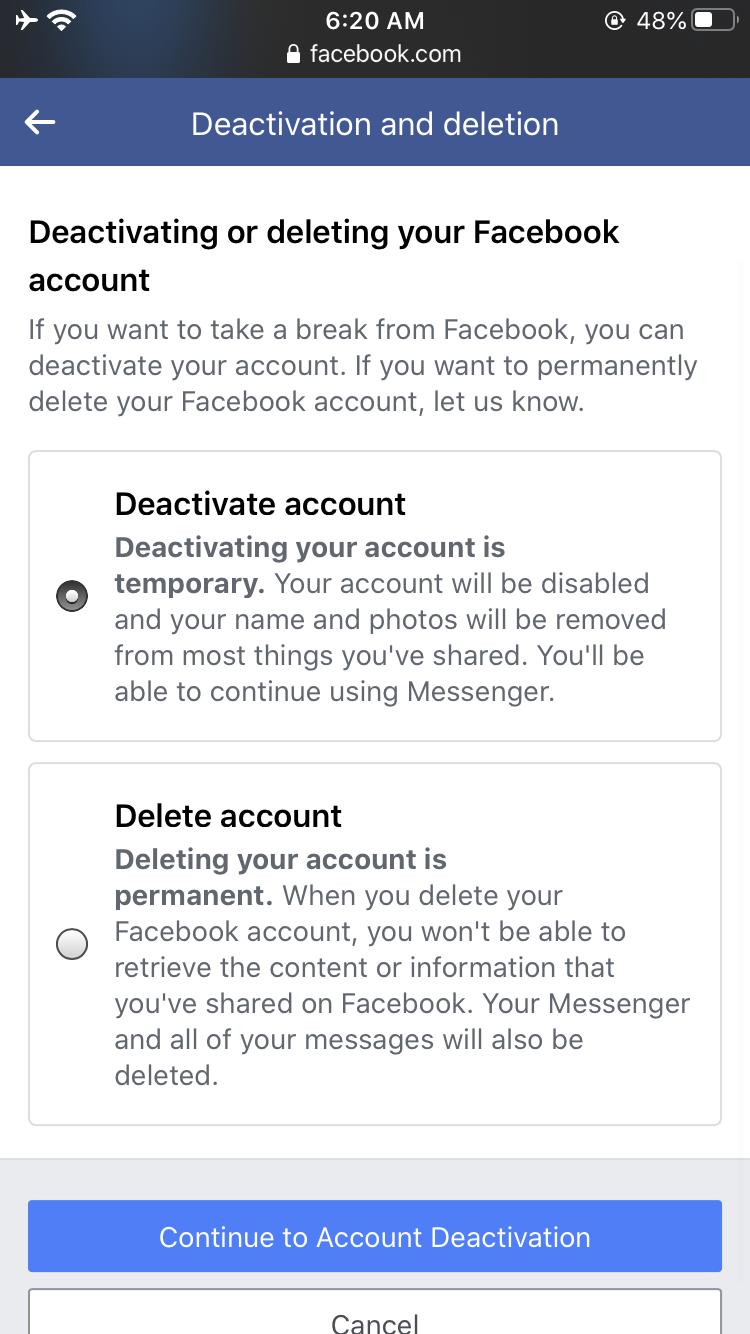 6:20 AM
48%
facebook.com
Deactivation and deletion
Deactivating or deleting your Facebook
account
If you want to take a break from Facebook, you can
deactivate your account. If you want to permanently
delete your Facebook account, let us know.
Deactivate account
Deactivating your account is
temporary. Your account will be disabled
and your name and photos will be removed
from most things you've shared. You'll be
able to continue using Messenger.
Delete account
Deleting your account is
permanent. When you delete your
Facebook account, you won't be able to
retrieve the content or information that
you've shared on Facebook. Your Messenger
and all of your messages will also be
deleted.
Continue to Account Deactivation
Cancel